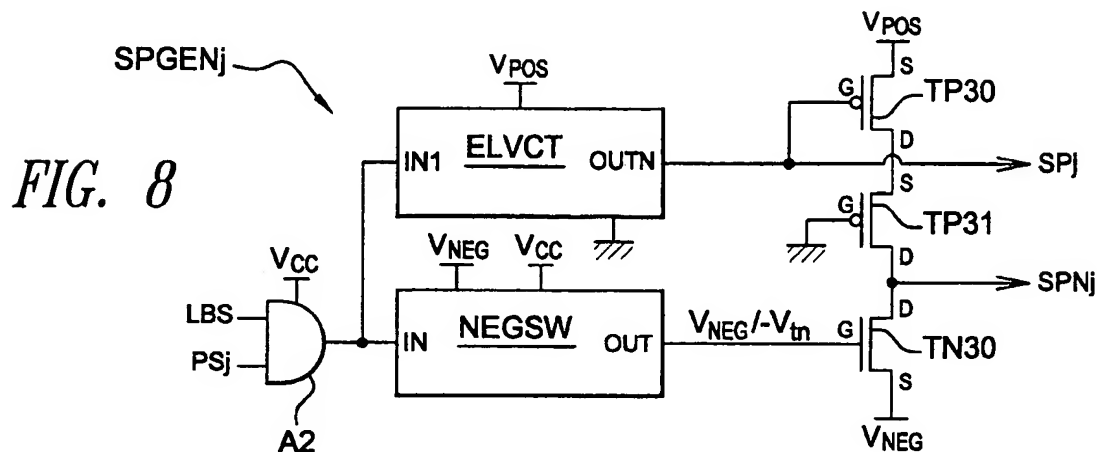 SPGENj
VPOS
VPOS
S
G
TP30
D
IN1
ELVCT
OUTN
SPj
FIG. 8
S
G
TP31
D
VNEG
VCC
VCC
SPNj
LBS
PSj
IN
NEGSW
OUT
VNEG/-Vtn
D
G
TN30
S
A2
VNEG